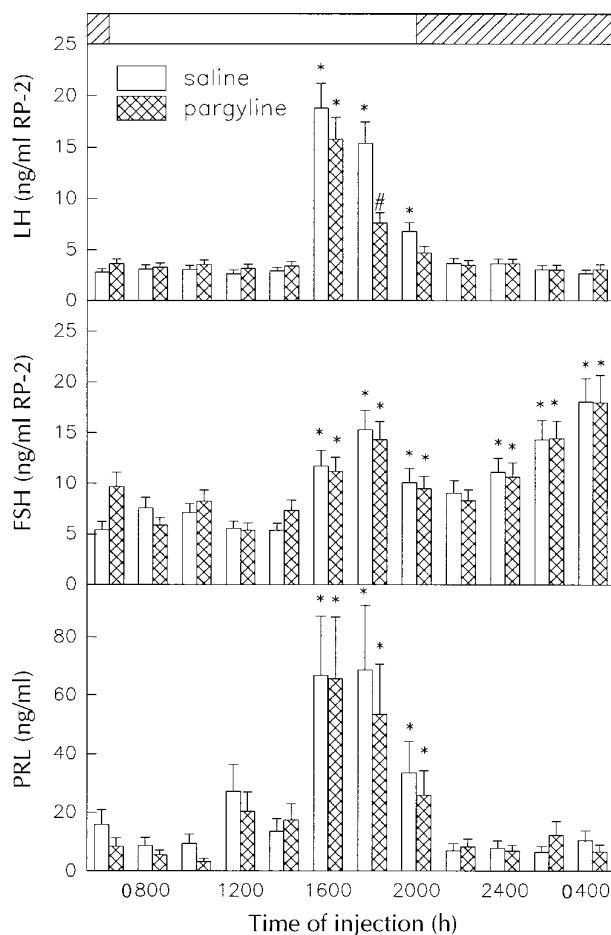 25
20
15
10
5
0
LH (ng/ml RP-2)
saline
pargyline
* * * # *
25
20
15
10
5
0
FSH (ng/ml RP-2)
* * * * * * * * * * * *
80
60
40
20
0
PRL (ng/ml)
* * * * * *
0800 1200 1600 2000 2400 0400
Time of injection (h)